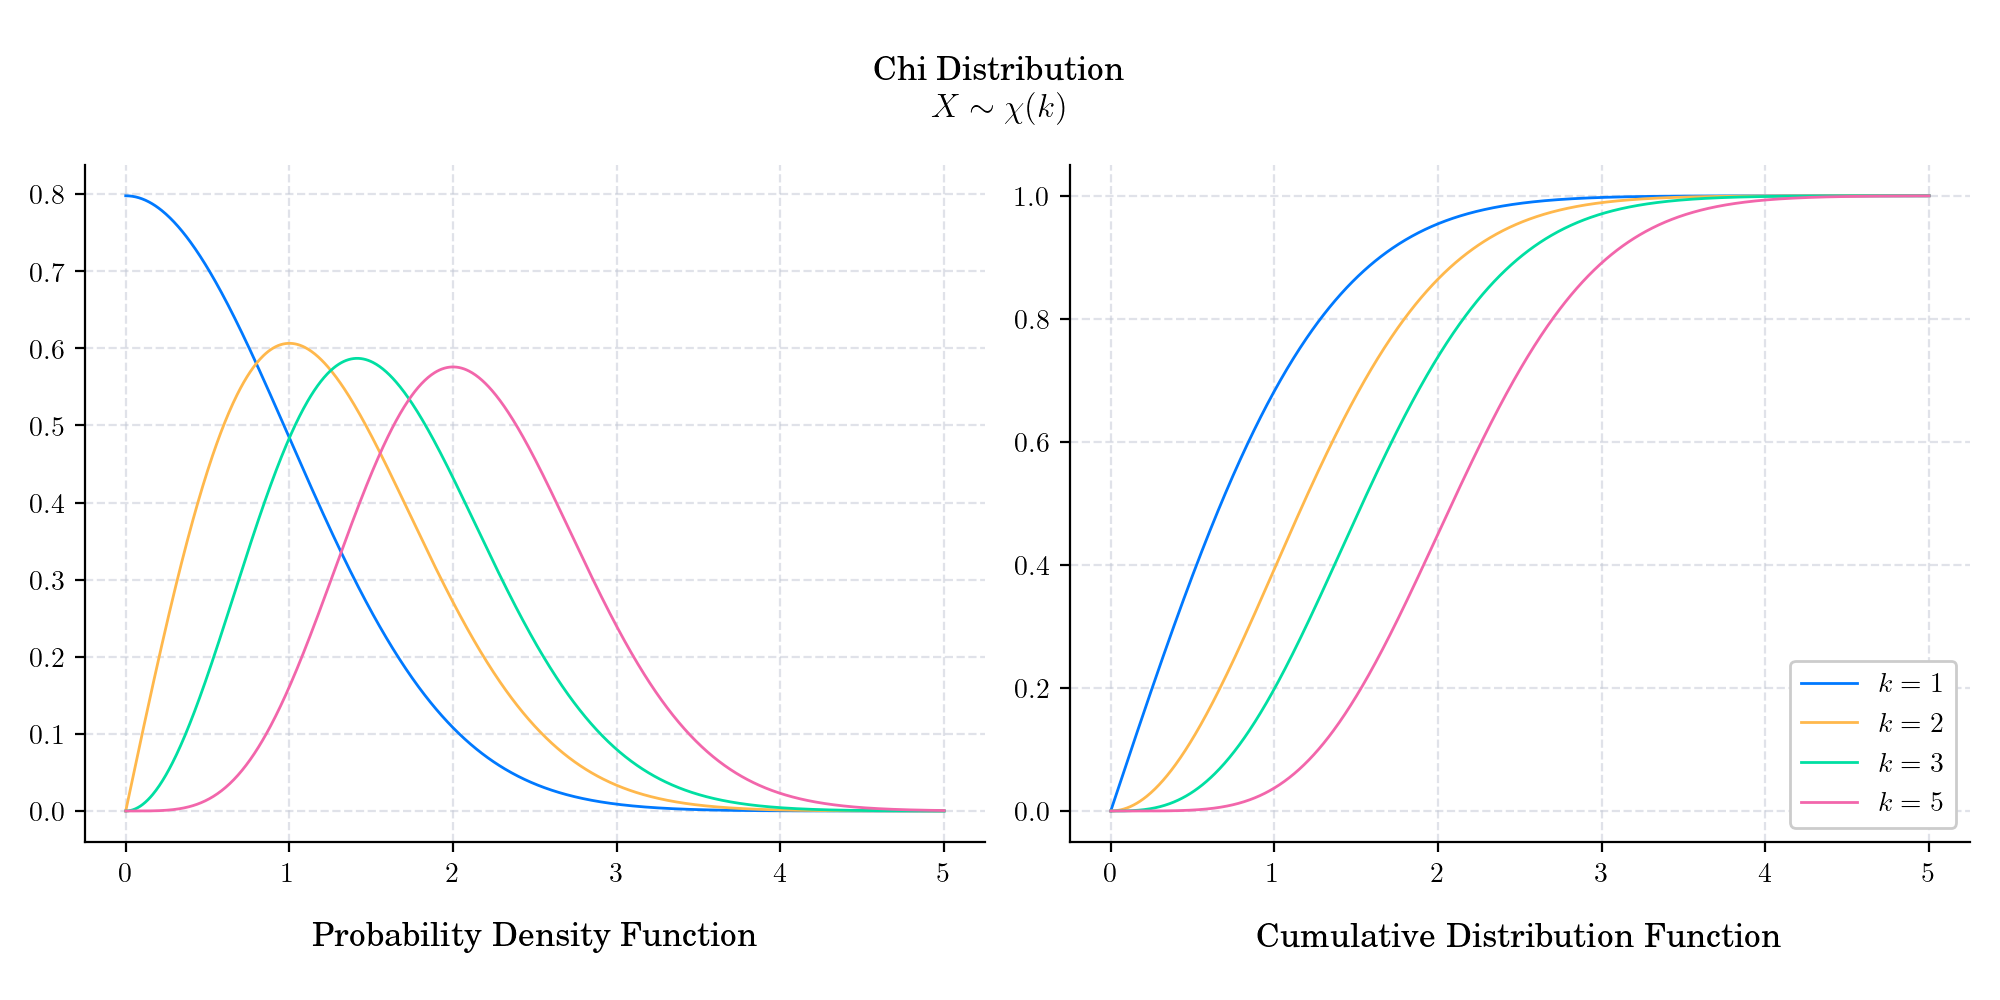 Chi Distribution
X ∼ χ(k)
0.8
0.7
0.6
0.5
0.4
0.3
0.2
0.1
0.0
0 1 2 3 4 5
Probability Density Function
1.0
0.8
0.6
0.4
0.2
0.0
0 1 2 3 4 5
k = 1
k = 2
k = 3
k = 5
Cumulative Distribution Function